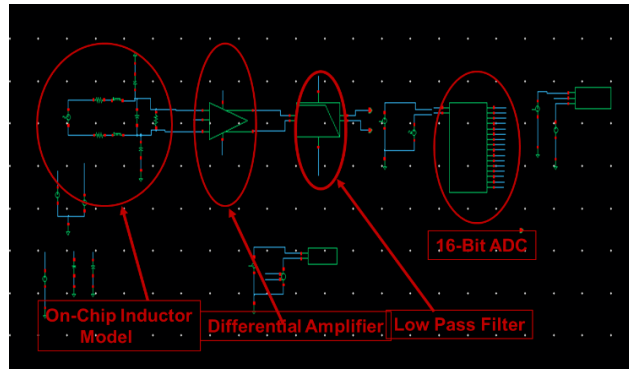 16-Bit ADC
On-Chip Inductor
Model
Differential Amplifier
Low Pass Filter